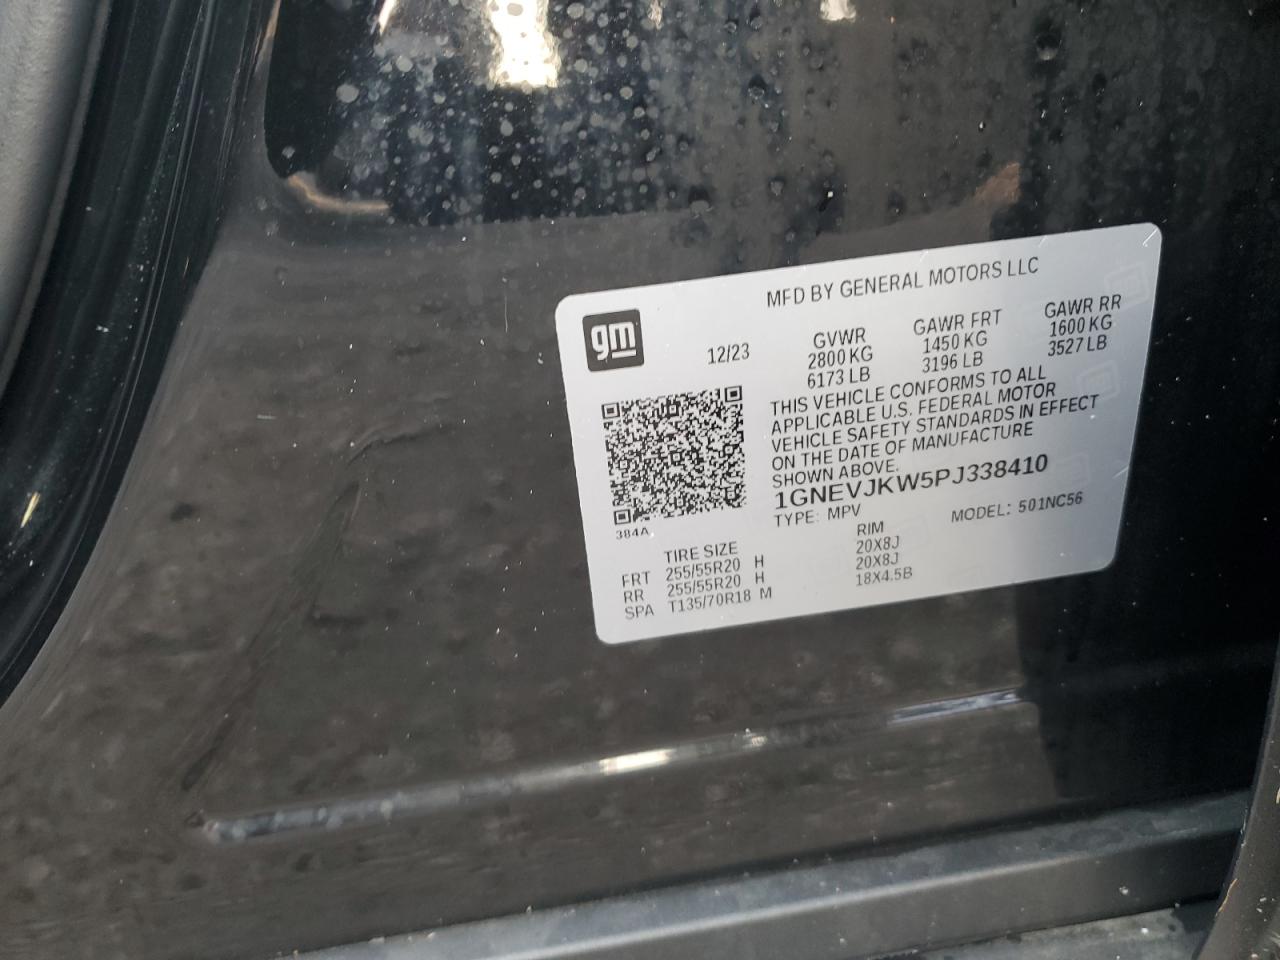 MFD BY GENERAL MOTORS LLC
gm
12/23
GVWR
2800 KG
6173 LB
GAWR FRT
1450 KG
3196 LB
GAWR RR
1600 KG
3527 LB
THIS VEHICLE CONFORMS TO ALL
APPLICABLE U.S. FEDERAL MOTOR
VEHICLE SAFETY STANDARDS IN EFFECT
ON THE DATE OF MANUFACTURE
SHOWN ABOVE.
1GNEVJKW5PJ338410
TYPE: MPV
MODEL: 501NC56
384A
TIRE SIZE RIM
FRT 255/55R20 H 20X8J
RR 255/55R20 H 20X8J
SPA T135/70R18 M 18X4.5B